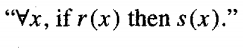 “∀x, if r(x) then s(x).”